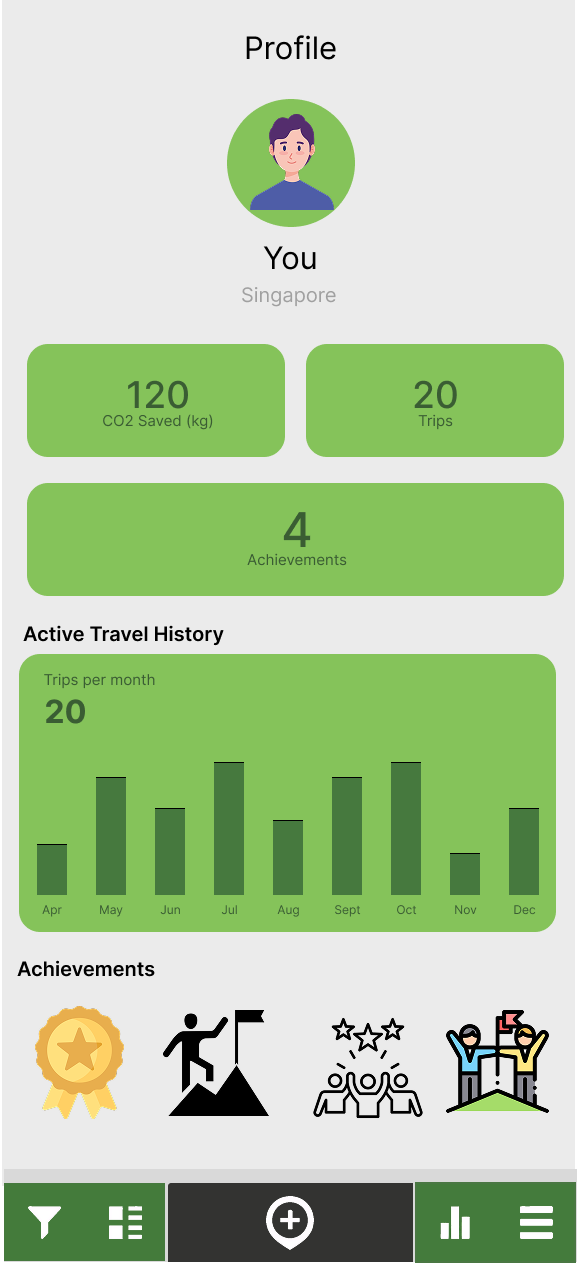 Profile
You
Singapore
120
CO2 Saved (kg)
20
Trips
4
Achievements
Active Travel History
Trips per month
20
Apr May Jun Jul Aug Sept Oct Nov Dec
Achievements